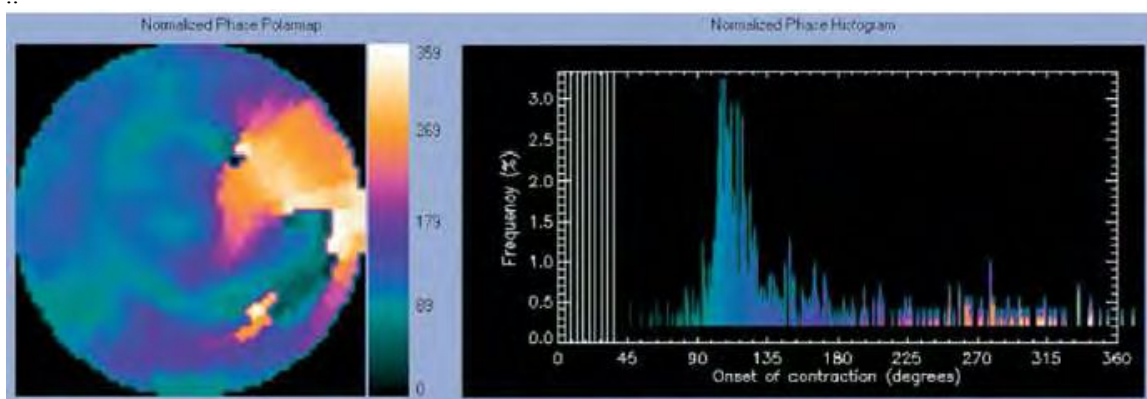 ..
Normalized Phase Polarmap
359
269
179
89
0
Normalized Phase Histogram
Frequency (%)
3.0
2.5
2.0
1.5
1.0
0.5
0.0
0 45 90 135 180 225 270 315 360
Onset of contraction (degrees)